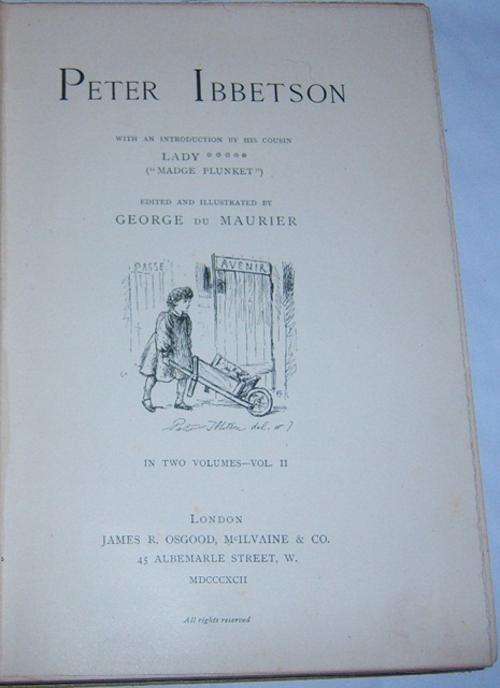 PETER IBBETSON
WITH AN INTRODUCTION BY HIS COUSIN
LADY *****
("MADGE PLUNKET")
EDITED AND ILLUSTRATED BY
GEORGE DU MAURIER
PASSÉ
AVENIR
IN TWO VOLUMES—VOL. II
LONDON
JAMES R. OSGOOD, McILVAINE & CO.
45 ALBEMARLE STREET, W.
MDCCCXCII
All rights reserved